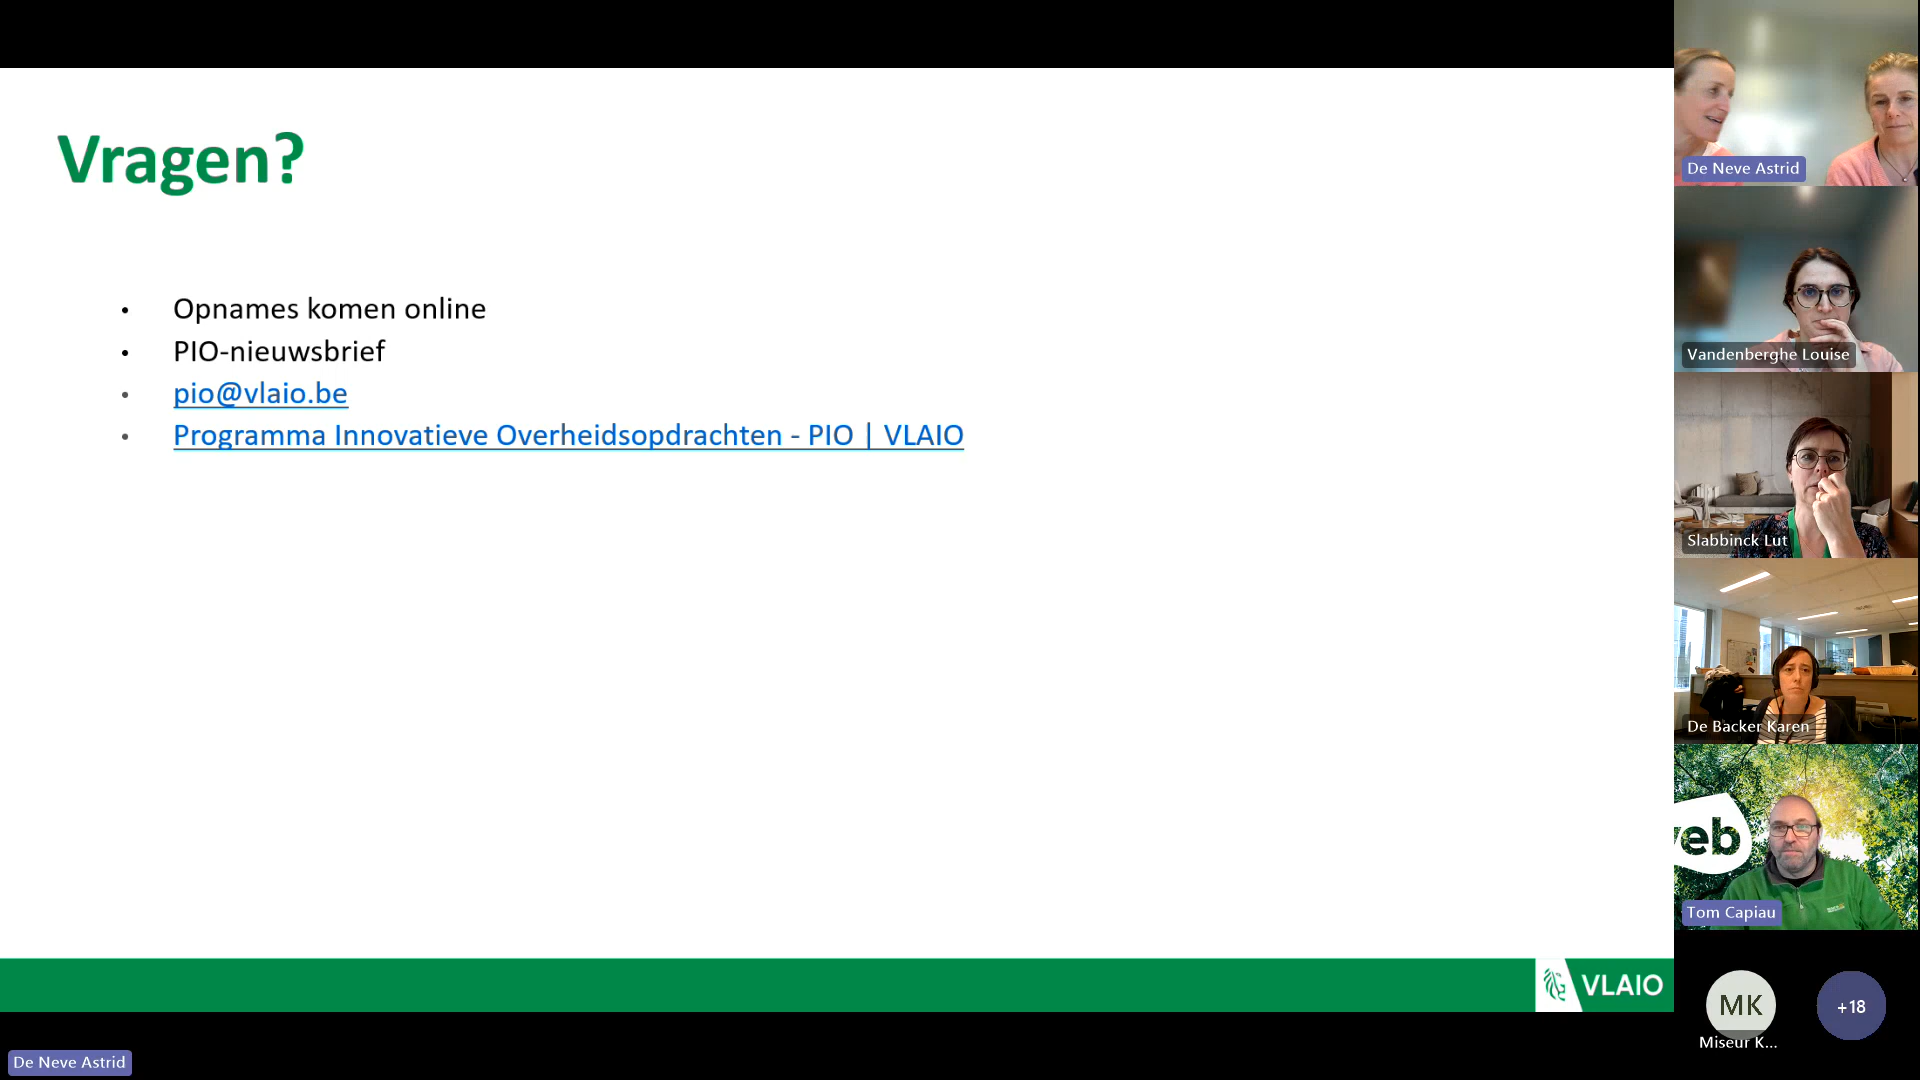 Vragen?
• Opnames komen online
• PIO-nieuwsbrief
• pio@vlaio.be
• Programma Innovatieve Overheidsopdrachten - PIO | VLAIO
VLAIO
De Neve Astrid
De Neve Astrid
Vandenberghe Louise
Slabbinck Lut
De Backer Karen
eb
Tom Capiau
MK
Miseur K...
+18